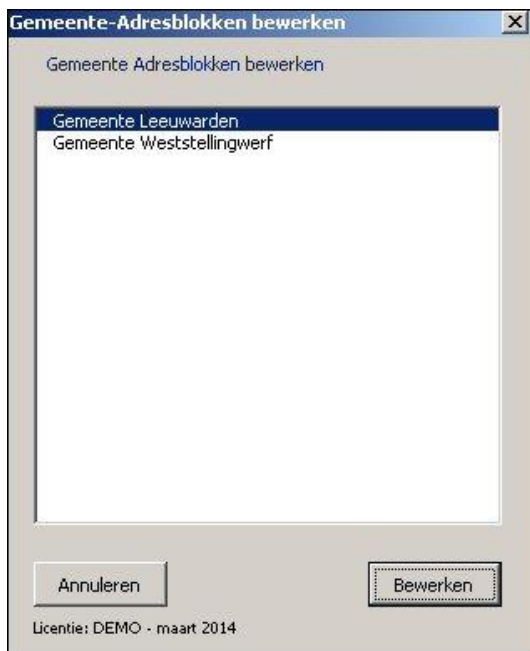 Gemeente-Adresblokken bewerken
Gemeente Adresblokken bewerken
Gemeente Leeuwarden
Gemeente Weststellingwerf
Annuleren
Bewerken
Licentie: DEMO - maart 2014